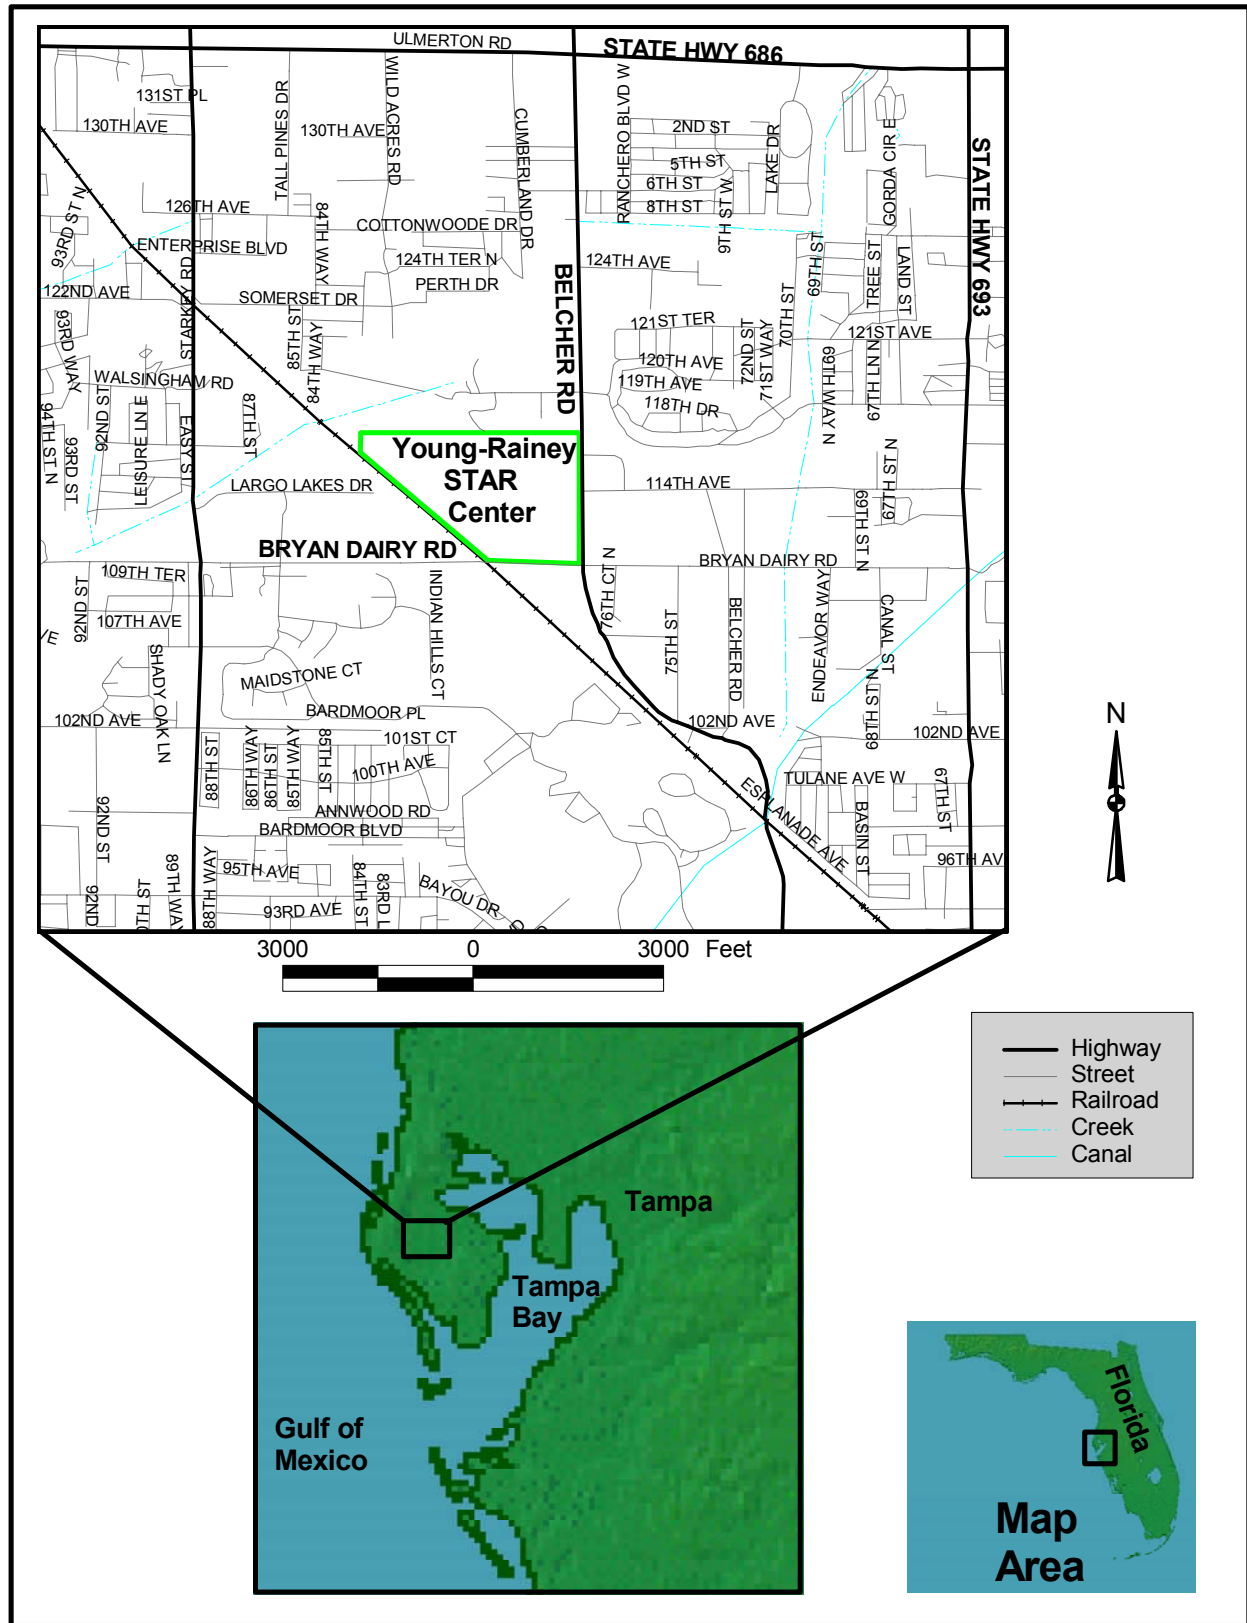 ULMERTON RD
STATE HWY 686
131ST PL
130TH AVE
TALL PINES DR
130TH AVE
WILD ACRES RD
CUMBERLAND DR
RANCHERO BLVD W
2ND ST
5TH ST
6TH ST
8TH ST
9TH ST W
LAKE DR
GORDA CIR E
STATE HWY 693
93RD ST N
126TH AVE
84TH WAY
COTTONWOODE DR
ENTERPRISE BLVD
124TH TER N
PERTH DR
124TH AVE
69TH ST
TREE ST
LAND ST
122ND AVE
STARKEY RD
SOMERSET DR
BELCHER RD
93RD WAY
85TH ST
84TH WAY
121ST TER
120TH AVE
119TH AVE
118TH DR
72ND ST
71ST WAY
70TH ST
121ST AVE
69TH WAY N
67TH LN N
WALSINGHAM RD
94TH ST N
93RD ST
92ND ST
LEISURE LN E
EASY ST
87TH ST
Young-Rainey
STAR
Center
LARGO LAKES DR
114TH AVE
69TH ST N
67TH ST N
BRYAN DAIRY RD
BRYAN DAIRY RD
109TH TER
92ND ST
107TH AVE
VE
INDIAN HILLS CT
76TH CT N
75TH ST
BELCHER RD
ENDEAVOR WAY
CANAL ST
SHADY OAK LN
MAIDSTONE CT
BARDMOOR PL
102ND AVE
101ST CT
100TH AVE
102ND AVE
68TH ST N
102ND AVE
88TH ST
86TH WAY
86TH ST
85TH WAY
85TH ST
ANNWOOD RD
BARDMOOR BLVD
ESPLANADE AVE
TULANE AVE W
BASIN ST
67TH ST
96TH AV
92ND ST
95TH AVE
92ND
0TH ST
89TH WAY
88TH WAY
93RD AVE
84TH ST
83RD L
BAYOU DR
N
3000 0 3000 Feet
Highway
Street
Railroad
Creek
Canal
Tampa
Tampa
Bay
Gulf of
Mexico
Florida
Map
Area